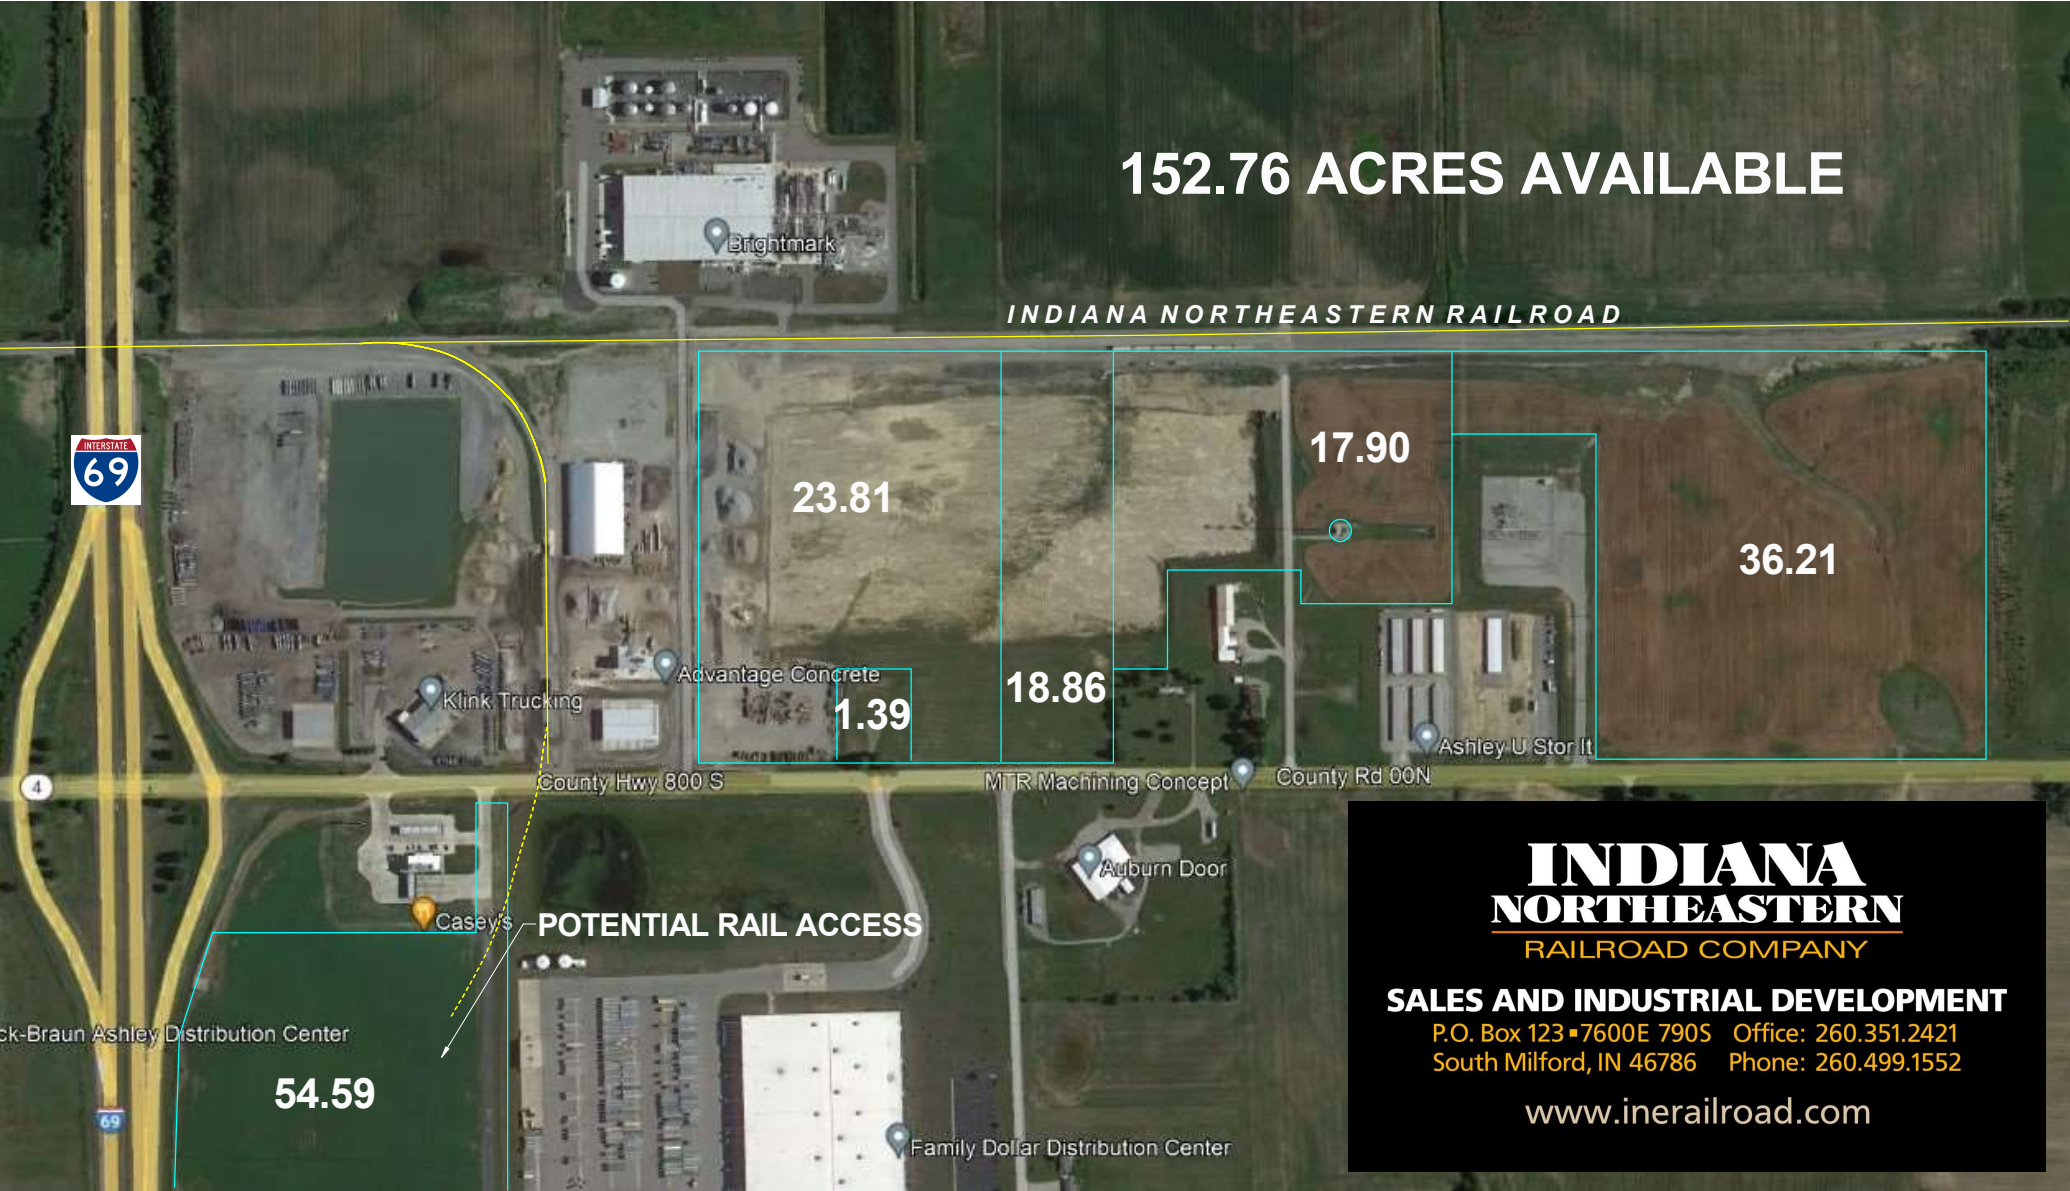 152.76 ACRES AVAILABLE
Brightmark
INDIANA NORTHEASTERN RAILROAD
INTERSTATE
69
23.81
17.90
36.21
Advantage Concrete
Klink Trucking
1.39
18.86
Ashley U Stor It
4
County Hwy 800 S
MTR Machining Concept
County Rd 00N
Auburn Door
Casey's
POTENTIAL RAIL ACCESS
ck-Braun Ashley Distribution Center
54.59
69
Family Dollar Distribution Center
INDIANA
NORTHEASTERN
RAILROAD COMPANY
SALES AND INDUSTRIAL DEVELOPMENT
P.O. Box 123 ▪ 7600E 790S Office: 260.351.2421
South Milford, IN 46786 Phone: 260.499.1552
www.inerailroad.com